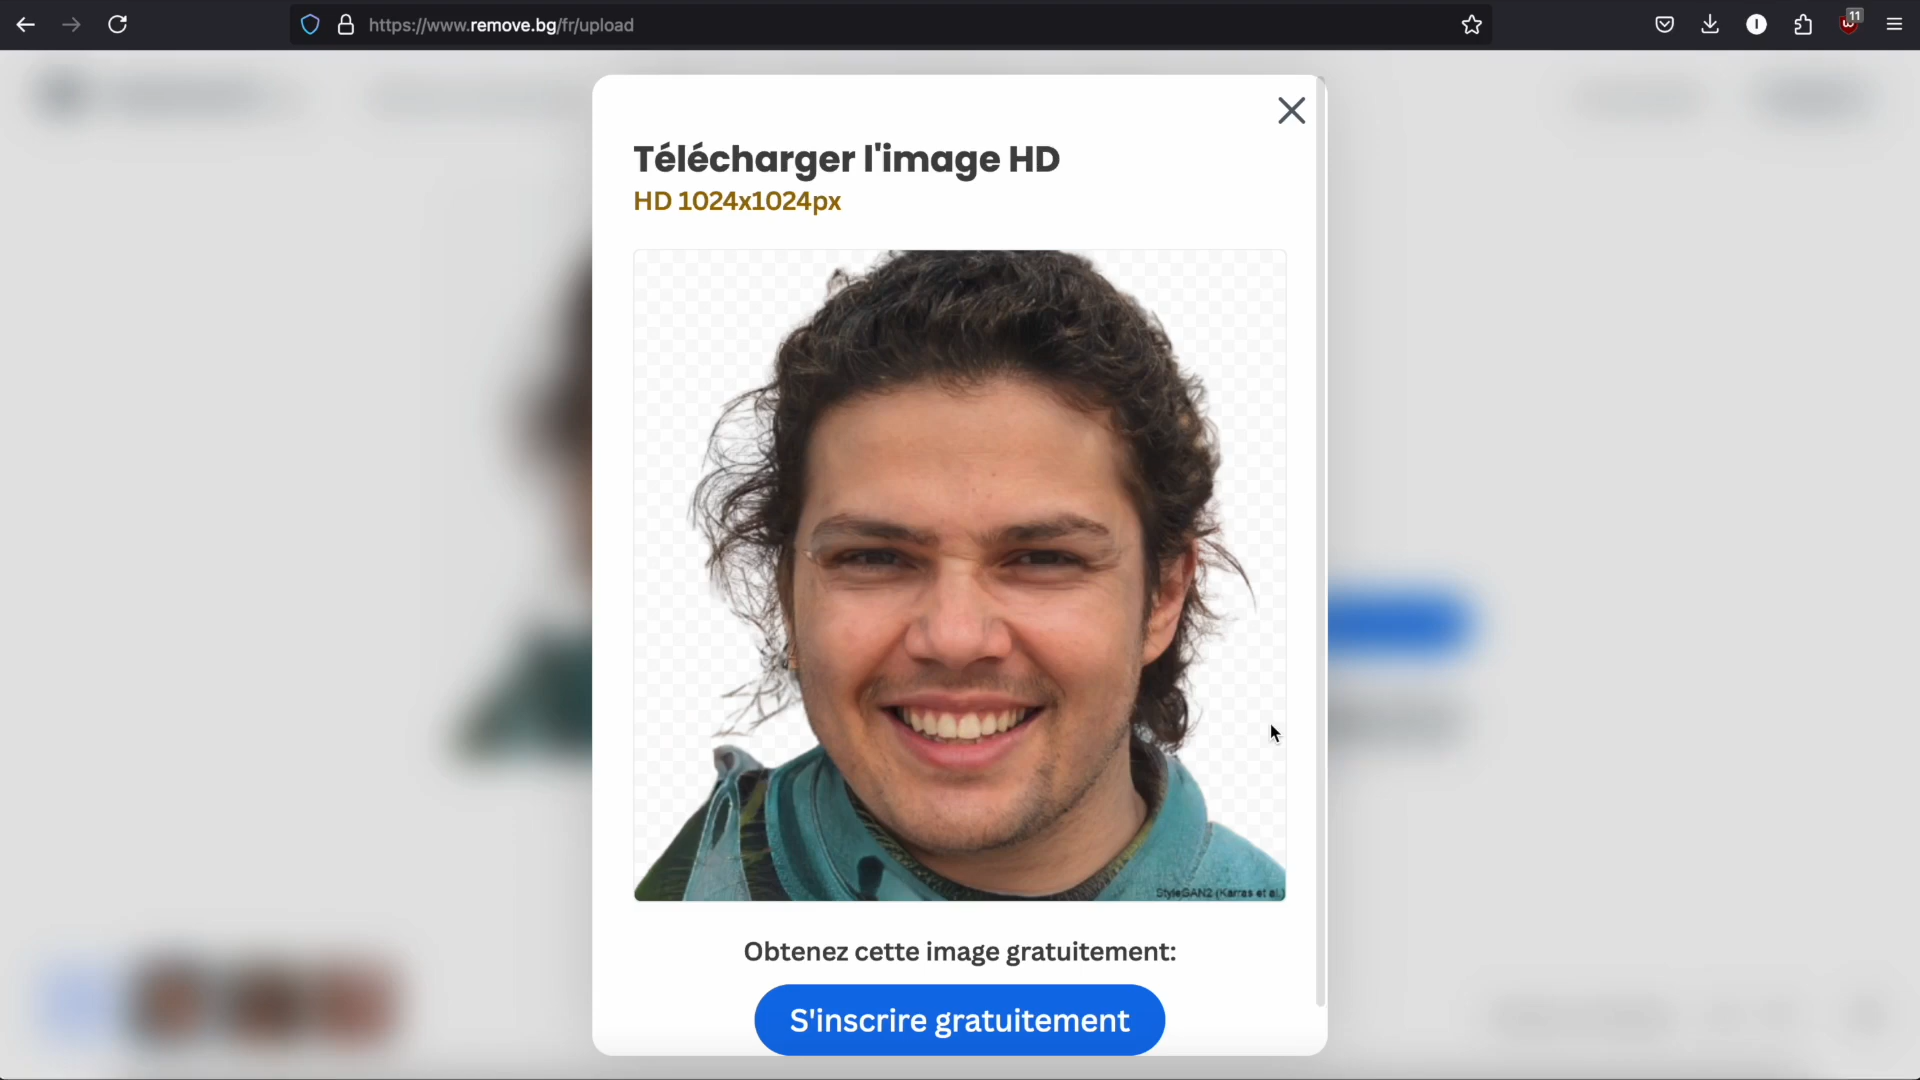 https://www.remove.bg/fr/upload
11
Télécharger l'image HD
HD 1024x1024px
StyleGAN2 (Karras et al.)
Obtenez cette image gratuitement:
S'inscrire gratuitement